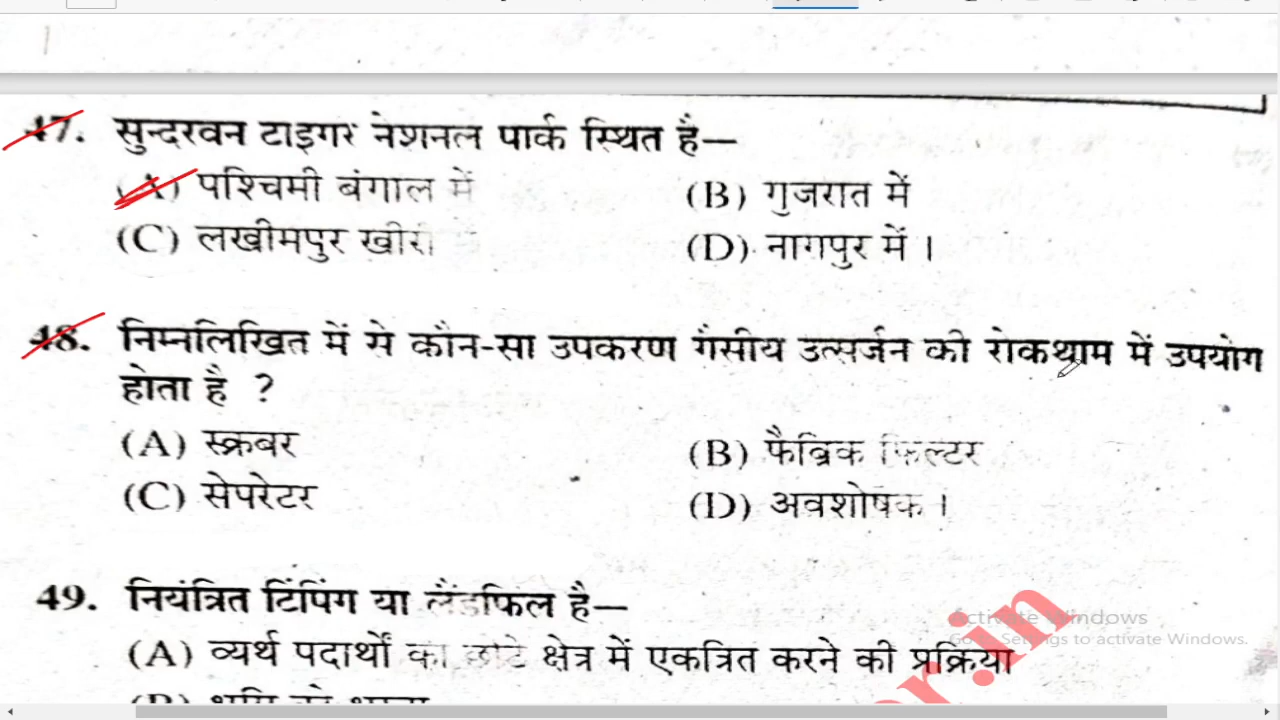 47. सुन्दरवन टाइगर नेशनल पार्क स्थित है—
(A) पश्चिमी बंगाल में (B) गुजरात में
(C) लखीमपुर खीरी में (D) नागपुर में।
48. निम्नलिखित में से कौन-सा उपकरण गैसीय उत्सर्जन की रोकथाम में उपयोग
होता है ?
(A) स्क्रबर (B) फैब्रिक फिल्टर
(C) सेपरेटर (D) अवशोषक।
49. नियंत्रित टिंपिंग या लैंडफिल है—
(A) व्यर्थ पदार्थों का छोटे क्षेत्र में एकत्रित करने की प्रक्रिया
Activate Windows
Go to Settings to activate Windows.
r.in